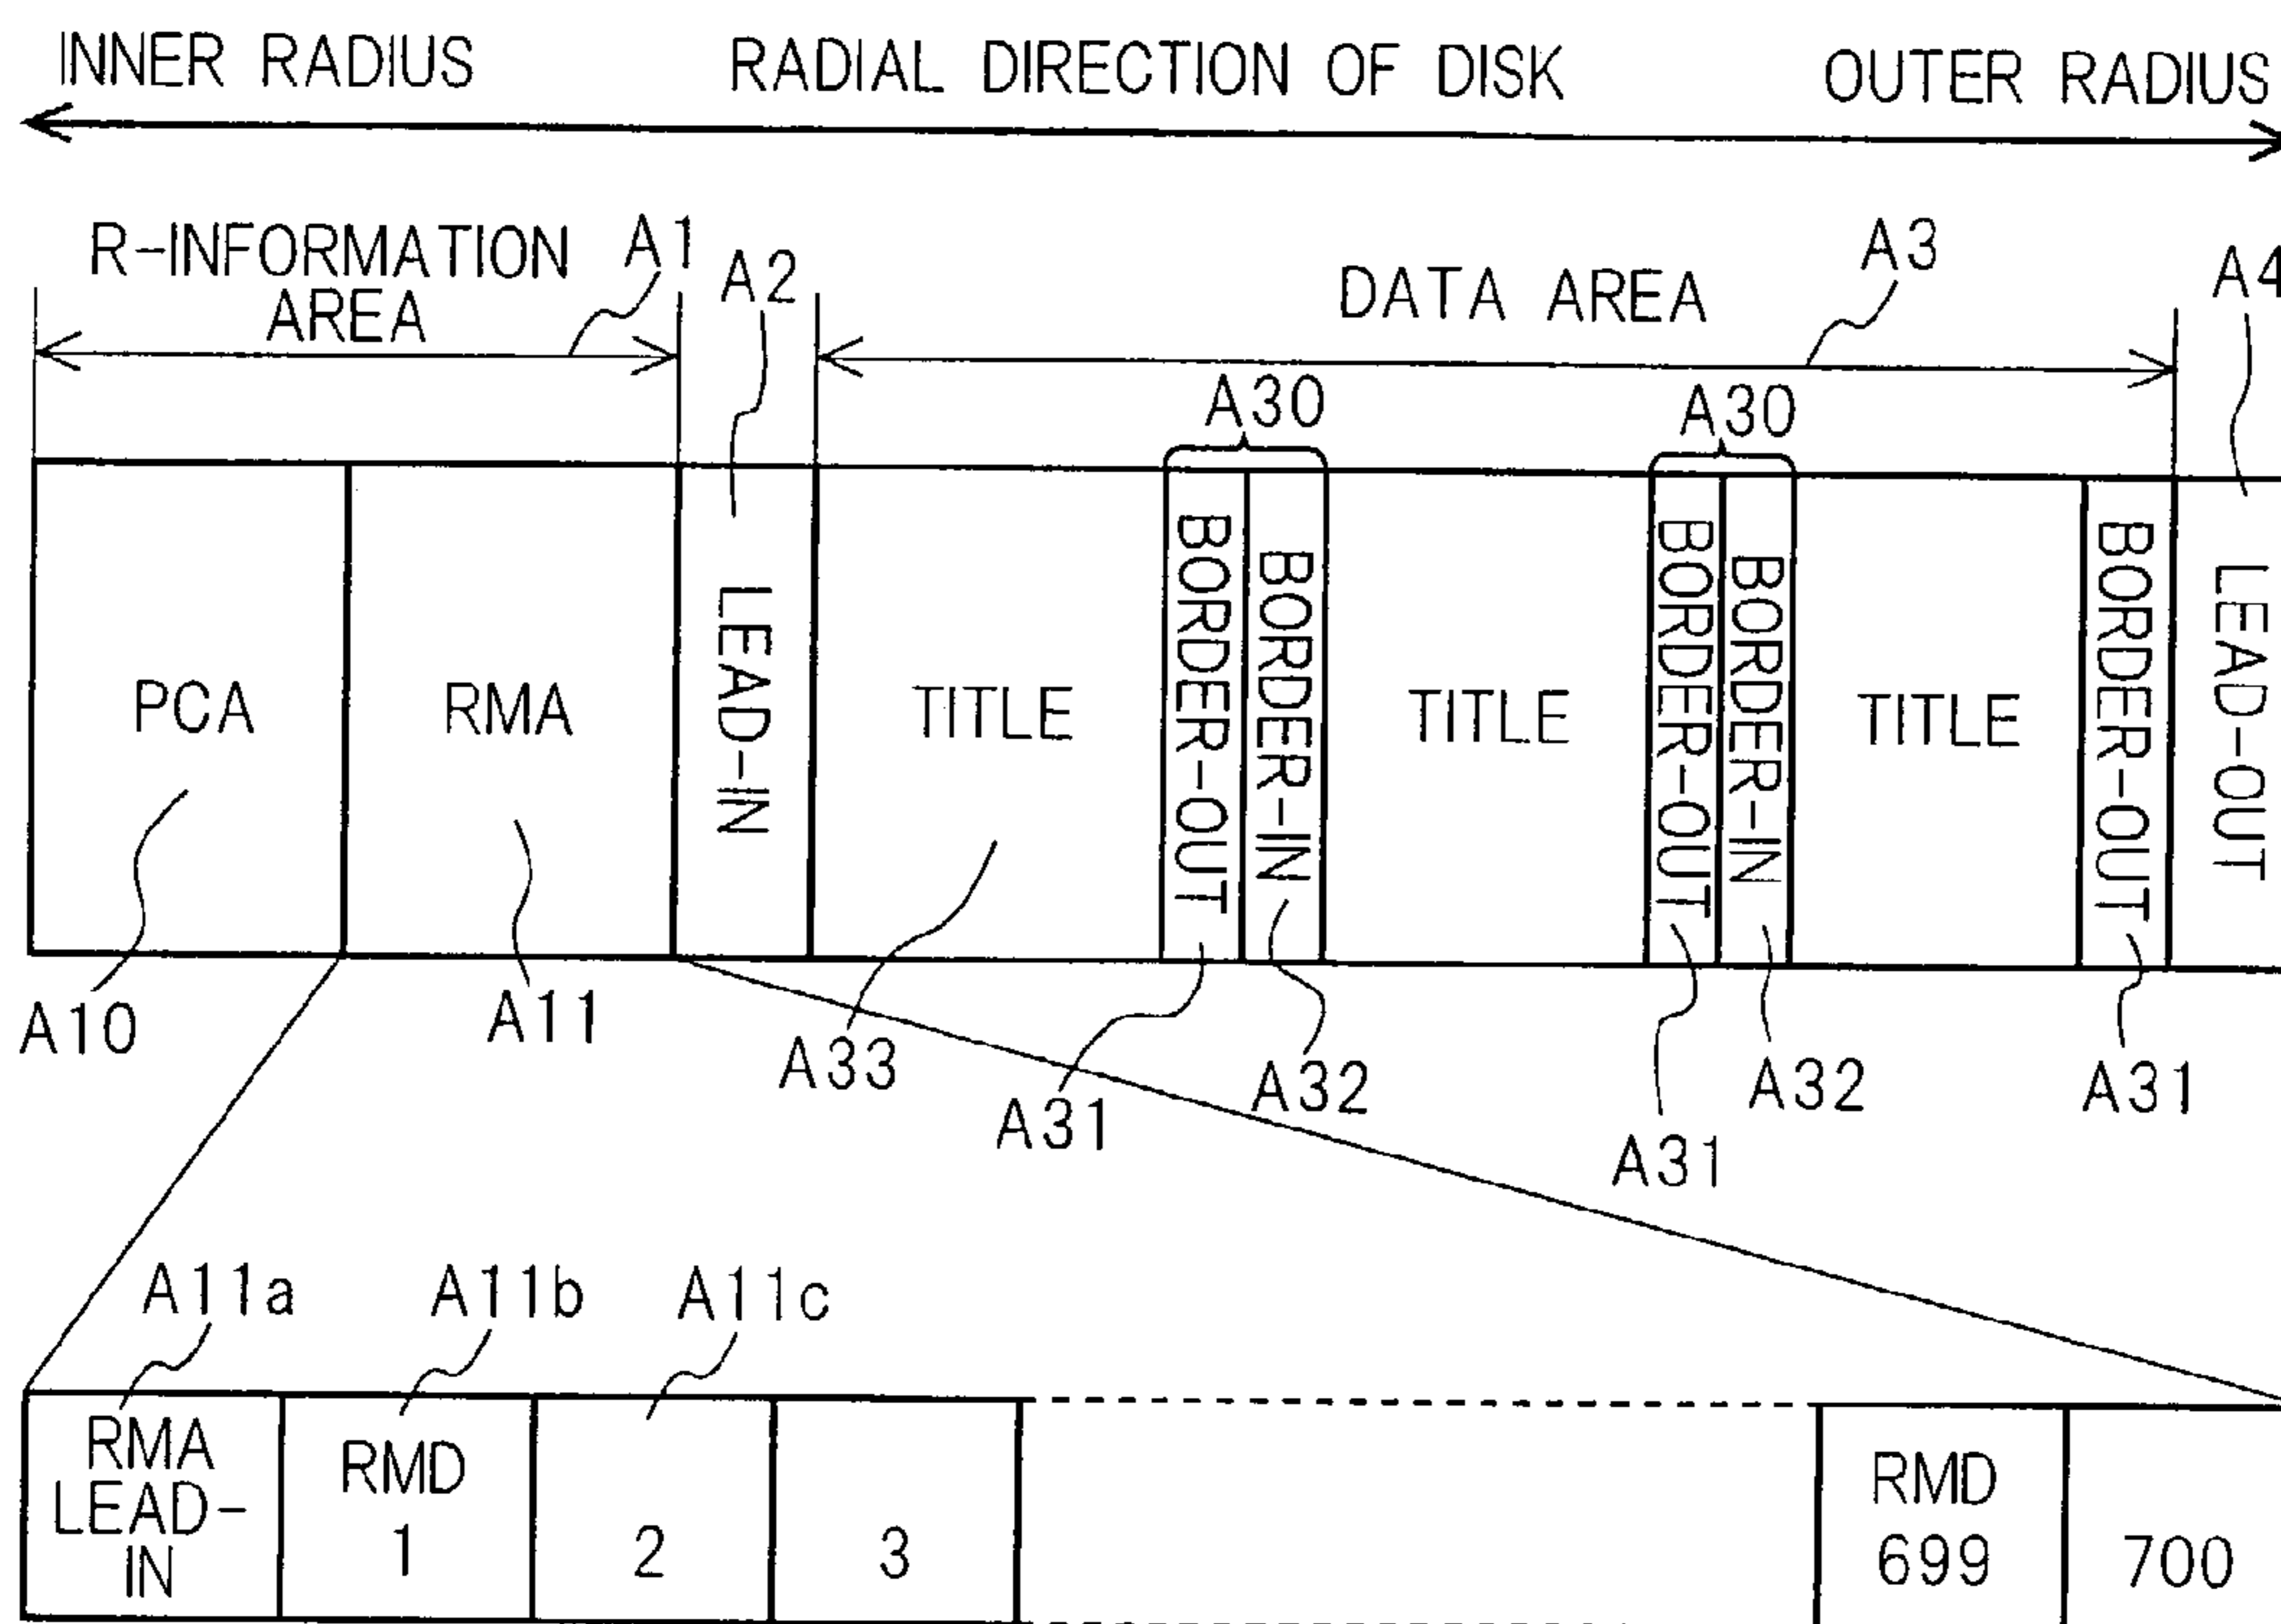 INNER RADIUS RADIAL DIRECTION OF DISK OUTER RADIUS
R-INFORMATION
AREA
A1
A2
DATA AREA
A3
A4
A30
A30
PCA
RMA
LEAD-IN
TITLE
BORDER-OUT
BORDER-IN
TITLE
BORDER-OUT
BORDER-IN
TITLE
BORDER-OUT
LEAD-OUT
A10
A11
A33
A31
A32
A31
A32
A31
A11a
A11b
A11c
RMA
LEAD-
IN
RMD
1
2
3
RMD
699
700